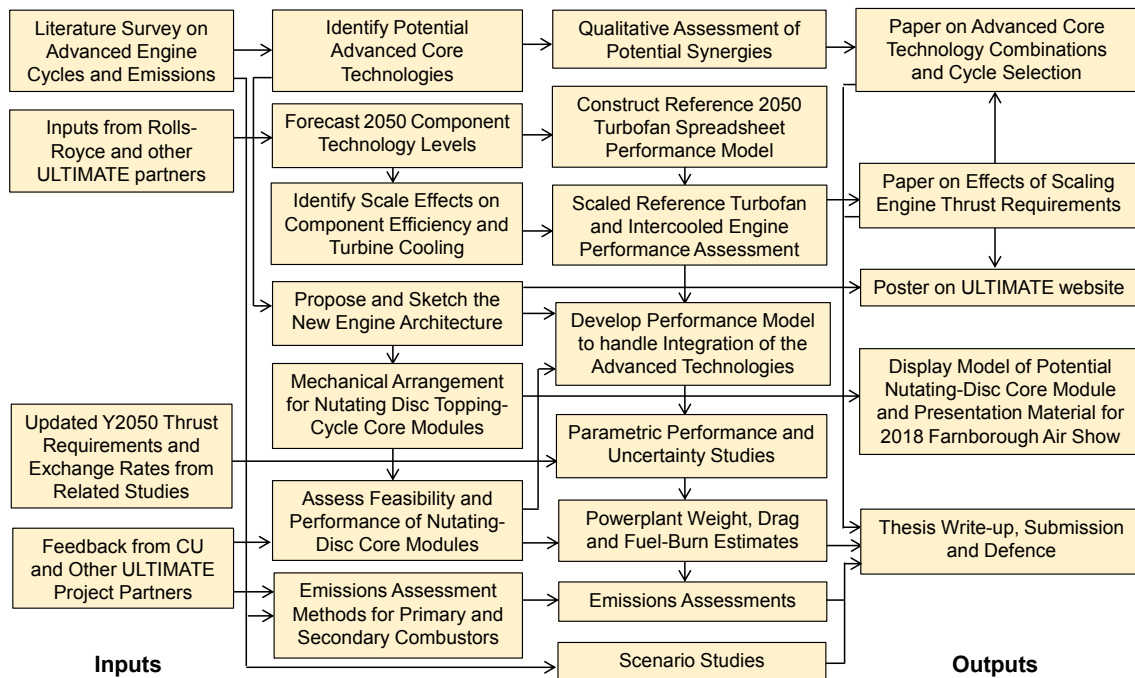 Literature Survey on
Advanced Engine
Cycles and Emissions
Inputs from Rolls-
Royce and other
ULTIMATE partners
Updated Y2050 Thrust
Requirements and
Exchange Rates from
Related Studies
Feedback from CU
and Other ULTIMATE
Project Partners
Inputs
Identify Potential
Advanced Core
Technologies
Forecast 2050 Component
Technology Levels
Identify Scale Effects on
Component Efficiency and
Turbine Cooling
Propose and Sketch the
New Engine Architecture
Mechanical Arrangement
for Nutating Disc Topping-
Cycle Core Modules
Assess Feasibility and
Performance of Nutating-
Disc Core Modules
Emissions Assessment
Methods for Primary and
Secondary Combustors
Qualitative Assessment of
Potential Synergies
Construct Reference 2050
Turbofan Spreadsheet
Performance Model
Scaled Reference Turbofan
and Intercooled Engine
Performance Assessment
Develop Performance Model
to handle Integration of the
Advanced Technologies
Parametric Performance and
Uncertainty Studies
Powerplant Weight, Drag
and Fuel-Burn Estimates
Emissions Assessments
Scenario Studies
Paper on Advanced Core
Technology Combinations
and Cycle Selection
Paper on Effects of Scaling
Engine Thrust Requirements
Poster on ULTIMATE website
Display Model of Potential
Nutating-Disc Core Module
and Presentation Material for
2018 Farnborough Air Show
Thesis Write-up, Submission
and Defence
Outputs